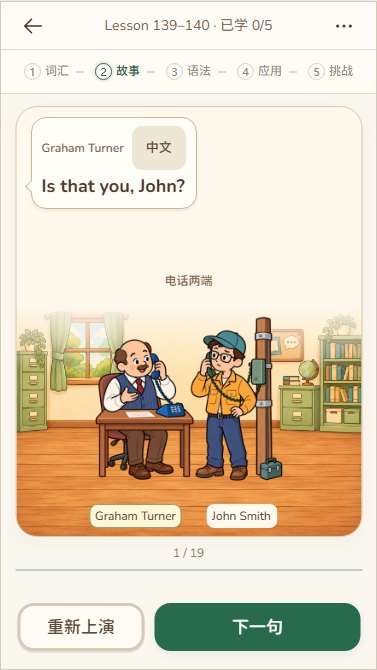 Lesson 139–140 · 已学 0/5
1 词汇 2 故事 3 语法 4 应用 5 挑战
Graham Turner 中文
Is that you, John?
电话两端
Graham Turner John Smith
1 / 19
重新上演 下一句